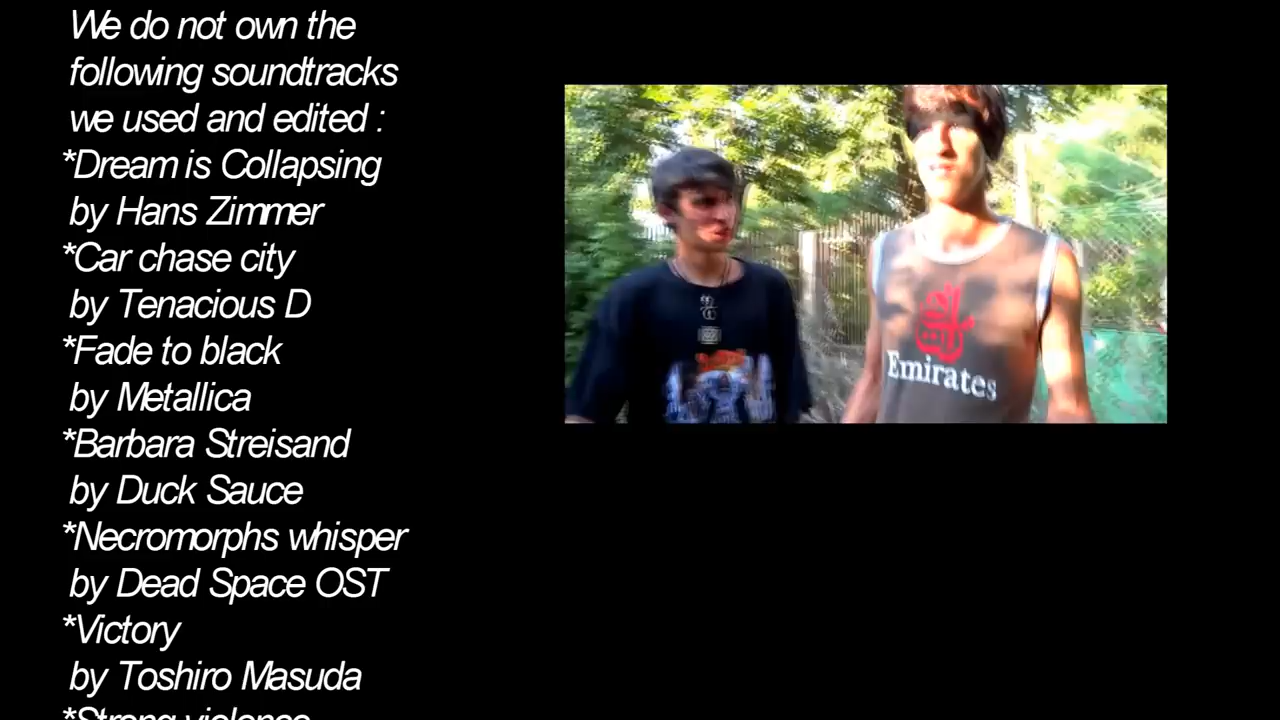 We do not own the
following soundtracks
we used and edited :
*Dream is Collapsing
by Hans Zimmer
*Car chase city
by Tenacious D
*Fade to black
by Metallica
*Barbara Streisand
by Duck Sauce
*Necromorphs whisper
by Dead Space OST
*Victory
by Toshiro Masuda
*Strong violence
Emirates